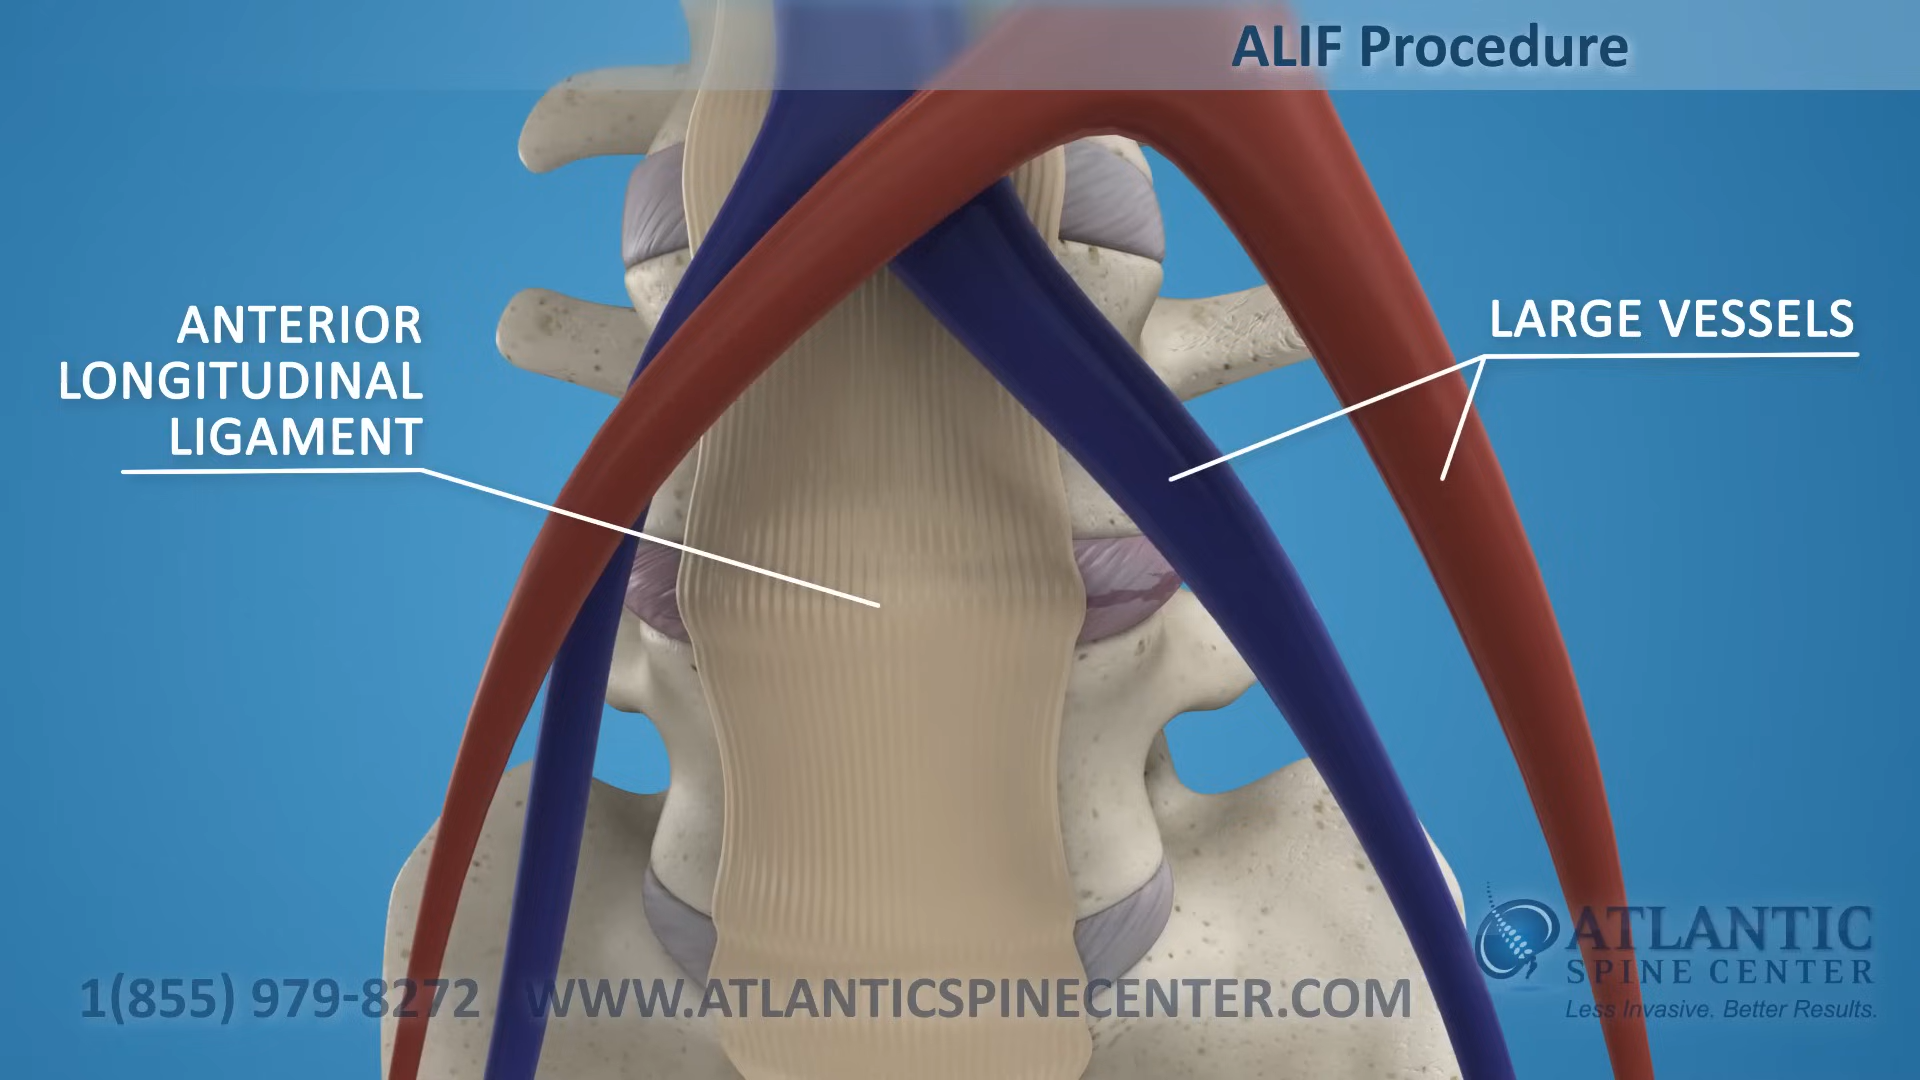 ALIF Procedure
ANTERIOR
LONGITUDINAL
LIGAMENT
LARGE VESSELS
ATLANTIC
SPINE CENTER
Less Invasive. Better Results.
1(855) 979-8272 WWW.ATLANTICSPINECENTER.COM